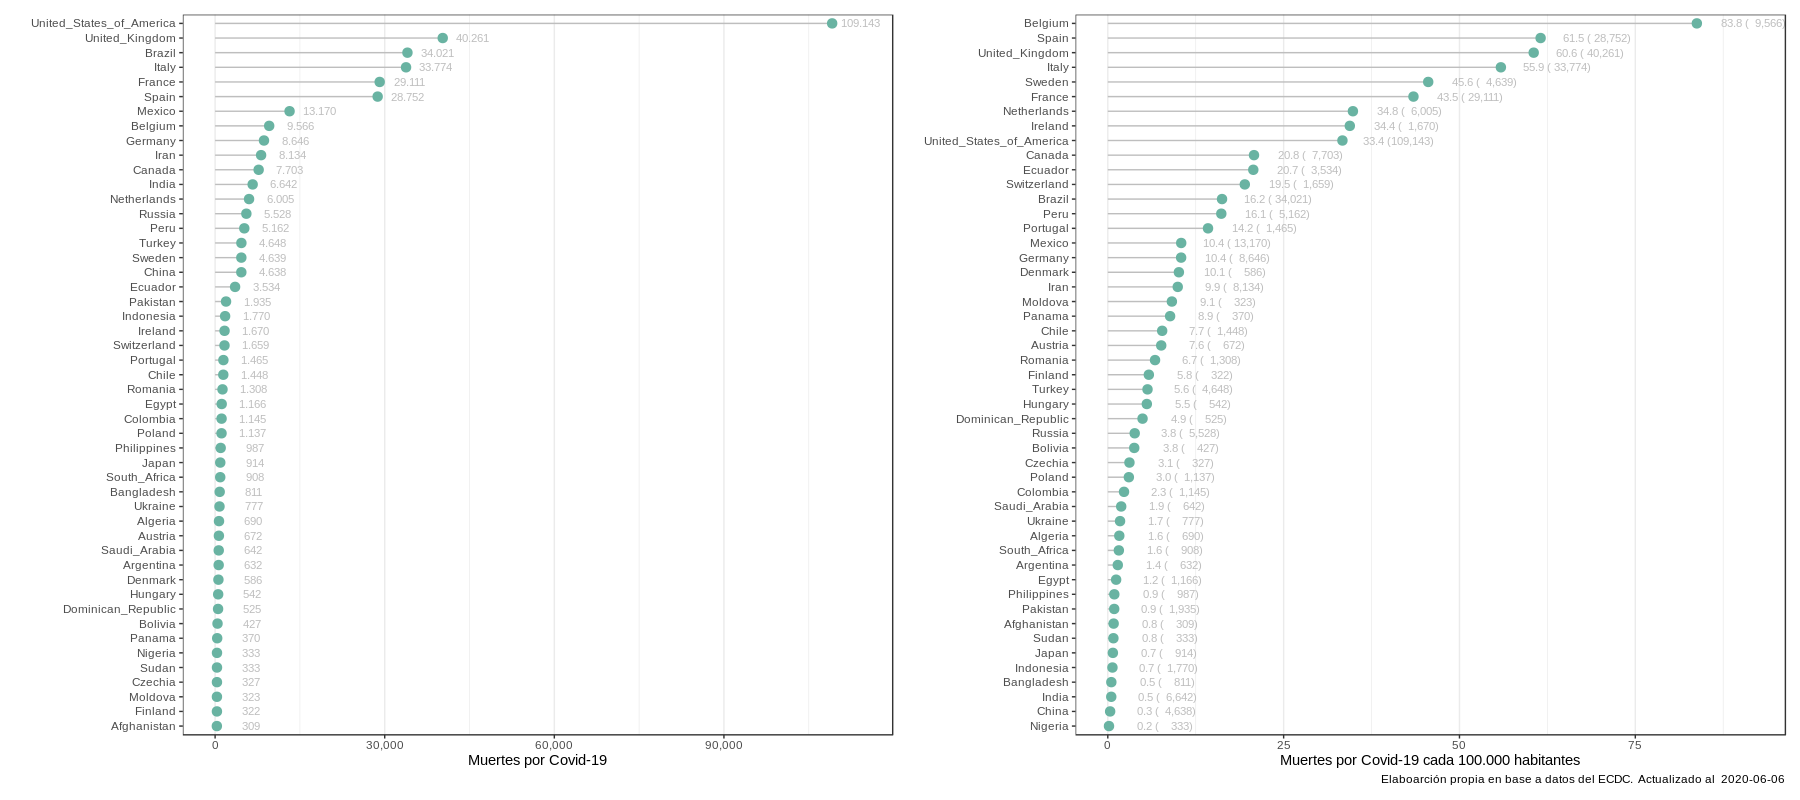 United_States_of_America 109.143
United_Kingdom 40.261
Brazil 34.021
Italy 33.774
France 29.111
Spain 28.752
Mexico 13.170
Belgium 9.566
Germany 8.646
Iran 8.134
Canada 7.703
India 6.642
Netherlands 6.005
Russia 5.528
Peru 5.162
Turkey 4.648
Sweden 4.639
China 4.638
Ecuador 3.534
Pakistan 1.935
Indonesia 1.770
Ireland 1.670
Switzerland 1.659
Portugal 1.465
Chile 1.448
Romania 1.308
Egypt 1.166
Colombia 1.145
Poland 1.137
Philippines 987
Japan 914
South_Africa 908
Bangladesh 811
Ukraine 777
Algeria 690
Austria 672
Saudi_Arabia 642
Argentina 632
Denmark 586
Hungary 542
Dominican_Republic 525
Bolivia 427
Panama 370
Nigeria 333
Sudan 333
Czechia 327
Moldova 323
Finland 322
Afghanistan 309
0 30,000 60,000 90,000
Muertes por Covid-19
Belgium 83.8 ( 9,566)
Spain 61.5 ( 28,752)
United_Kingdom 60.6 ( 40,261)
Italy 55.9 ( 33,774)
Sweden 45.6 ( 4,639)
France 43.5 ( 29,111)
Netherlands 34.8 ( 6,005)
Ireland 34.4 ( 1,670)
United_States_of_America 33.4 (109,143)
Canada 20.8 ( 7,703)
Ecuador 20.7 ( 3,534)
Switzerland 19.5 ( 1,659)
Brazil 16.2 ( 34,021)
Peru 16.1 ( 5,162)
Portugal 14.2 ( 1,465)
Mexico 10.4 ( 13,170)
Germany 10.4 ( 8,646)
Denmark 10.1 ( 586)
Iran 9.9 ( 8,134)
Moldova 9.1 ( 323)
Panama 8.9 ( 370)
Chile 7.7 ( 1,448)
Austria 7.6 ( 672)
Romania 6.7 ( 1,308)
Finland 5.8 ( 322)
Turkey 5.6 ( 4,648)
Hungary 5.5 ( 542)
Dominican_Republic 4.9 ( 525)
Russia 3.8 ( 5,528)
Bolivia 3.8 ( 427)
Czechia 3.1 ( 327)
Poland 3.0 ( 1,137)
Colombia 2.3 ( 1,145)
Saudi_Arabia 1.9 ( 642)
Ukraine 1.7 ( 777)
Algeria 1.6 ( 690)
South_Africa 1.6 ( 908)
Argentina 1.4 ( 632)
Egypt 1.2 ( 1,166)
Philippines 0.9 ( 987)
Pakistan 0.9 ( 1,935)
Afghanistan 0.8 ( 309)
Sudan 0.8 ( 333)
Japan 0.7 ( 914)
Indonesia 0.7 ( 1,770)
Bangladesh 0.5 ( 811)
India 0.5 ( 6,642)
China 0.3 ( 4,638)
Nigeria 0.2 ( 333)
0 25 50 75
Muertes por Covid-19 cada 100.000 habitantes
Elaboarción propia en base a datos del ECDC. Actualizado al 2020-06-06